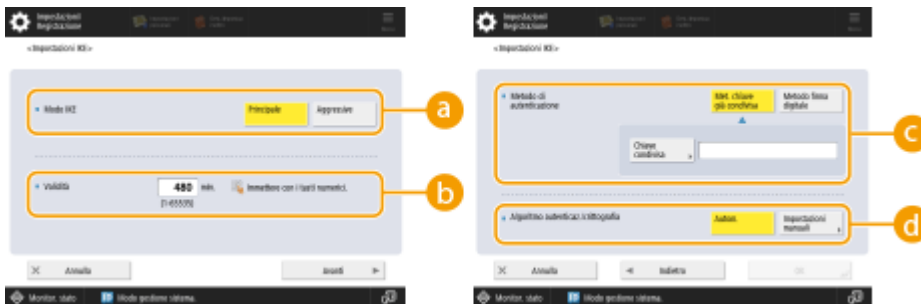 Impostazioni
Registrazione
<Impostazioni IKE>
Modo IKE
Principale
Aggressivo
a
Validità
480
min.
Immettere con i tasti numerici.
(1-65535)
b
Annulla
Avanti
Monitor. stato
Modo gestione sistema.
Impostazioni
Registrazione
<Impostazioni IKE>
Metodo di
autenticazione
Met. chiave
già condivisa
Metodo firma
digitale
Chiave
condivisa
c
Algoritmo autenticaz./crittografia
Autom.
Impostazioni
manuali
d
Annulla
Indietro
OK
Monitor. stato
Modo gestione sistema.